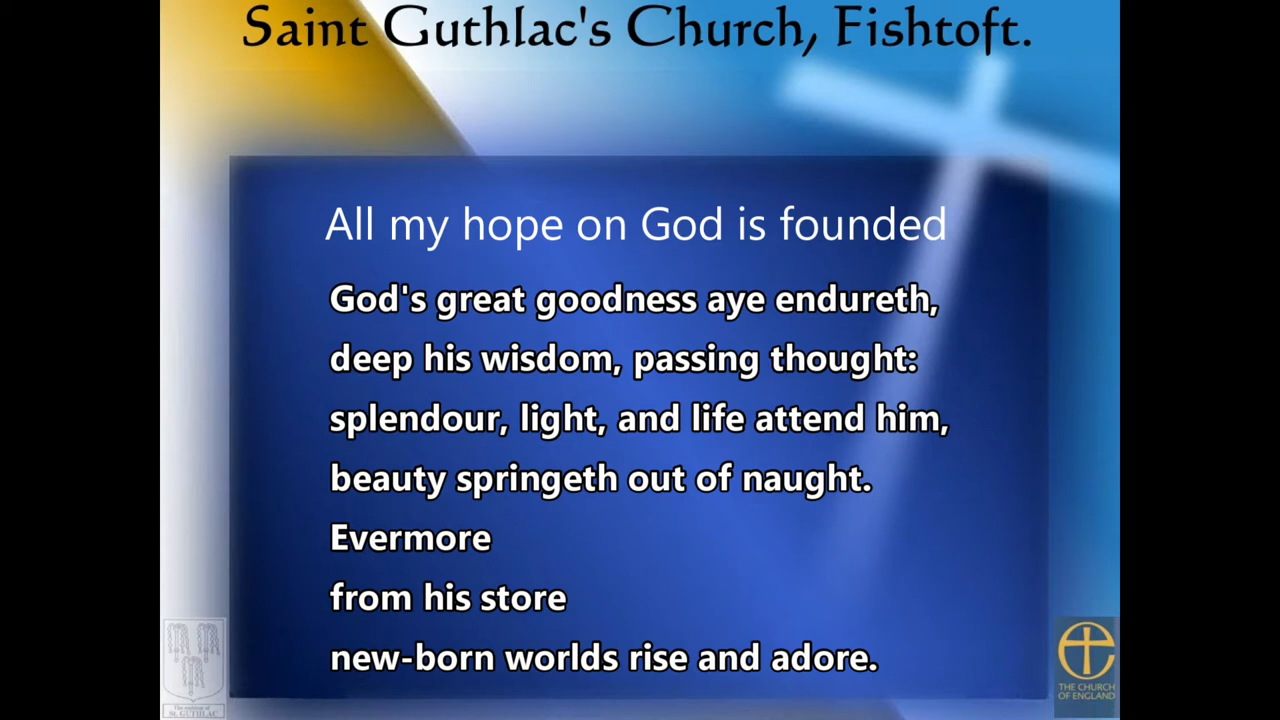 Saint Guthlac's Church, Fishtoft.
All my hope on God is founded
God's great goodness aye endureth,
deep his wisdom, passing thought:
splendour, light, and life attend him,
beauty springeth out of naught.
Evermore
from his store
new-born worlds rise and adore.
St. GUTHLAC
THE CHURCH
OF ENGLAND